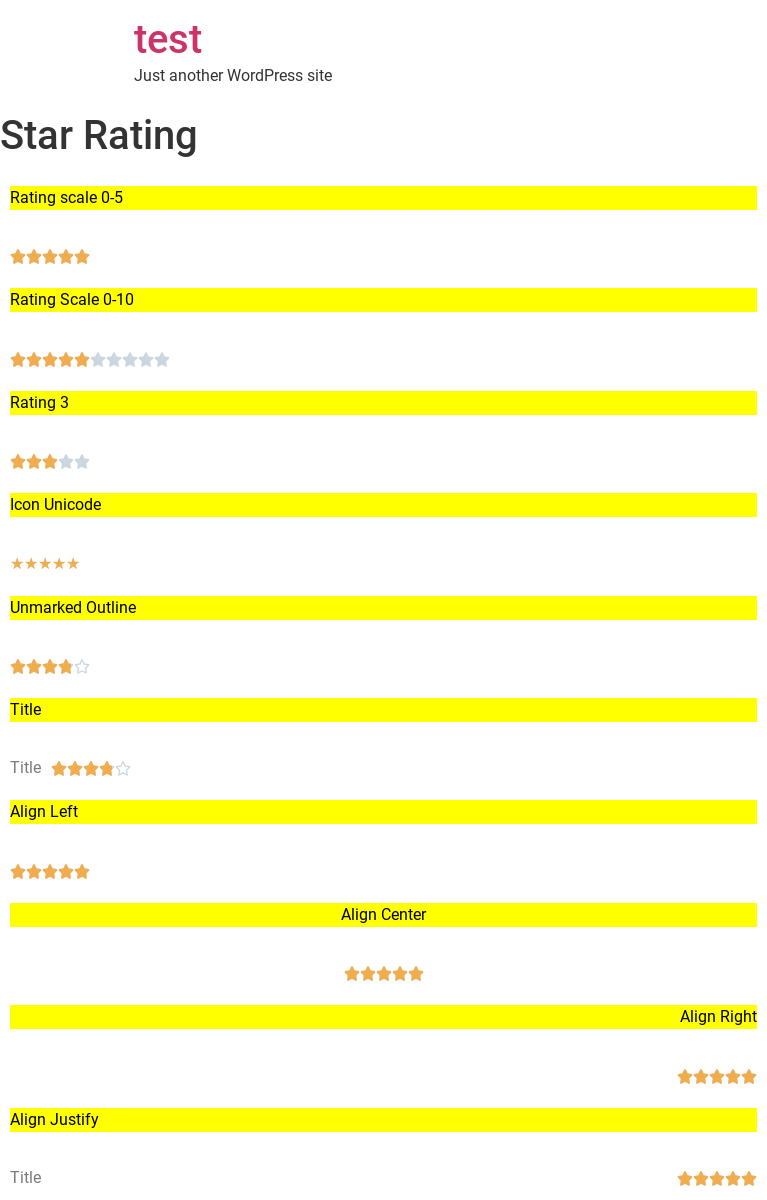 test
Just another WordPress site
Star Rating
Rating scale 0-5
Rating Scale 0-10
Rating 3
Icon Unicode
★★★★★
Unmarked Outline
Title
Title
Align Left
Align Center
Align Right
Align Justify
Title